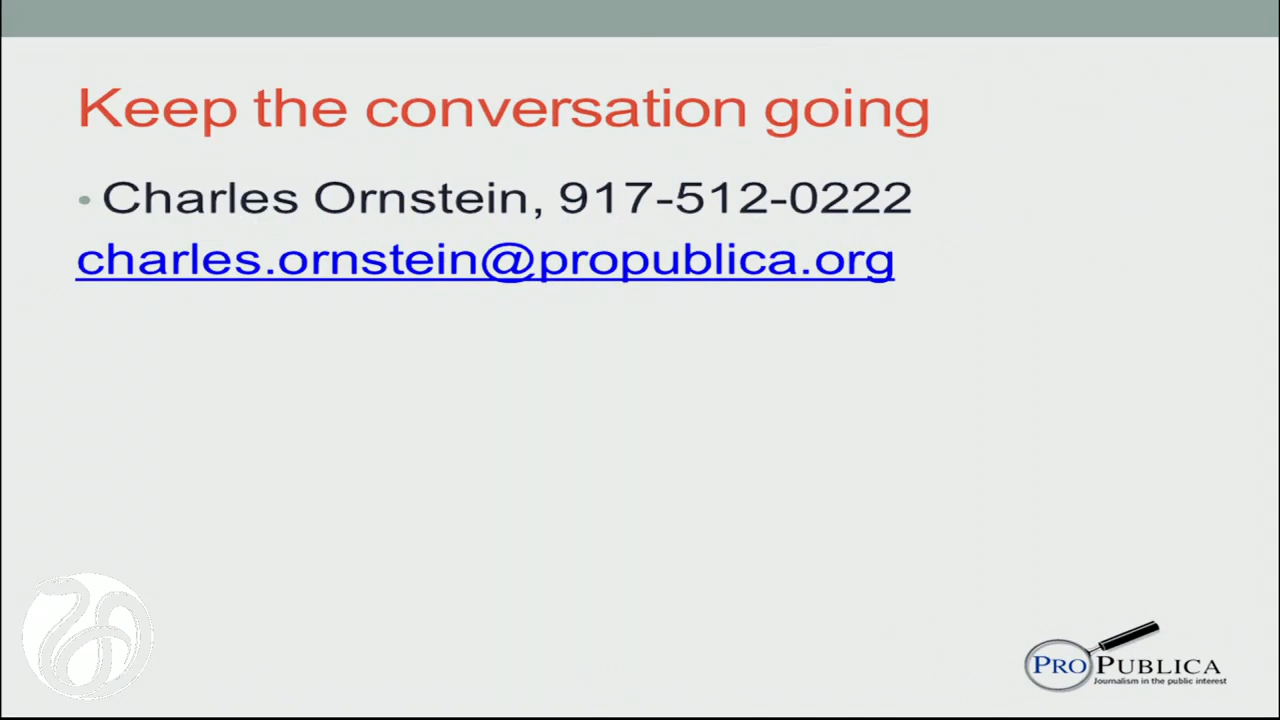 Keep the conversation going
• Charles Ornstein, 917-512-0222
charles.ornstein@propublica.org
PROPUBLICA
Journalism in the public interest